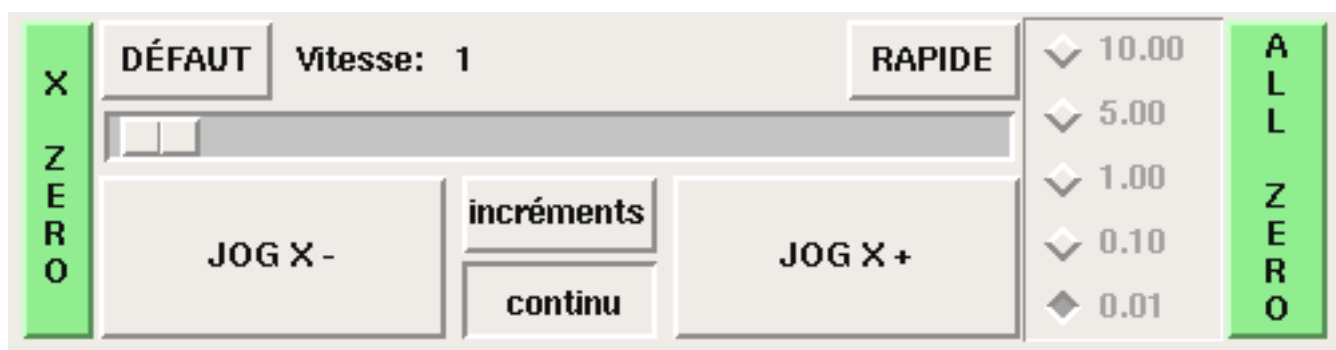 X ZERO
DÉFAUT
Vitesse: 1
RAPIDE
JOG X -
incréments
continu
JOG X +
10.00
5.00
1.00
0.10
0.01
ALL ZERO